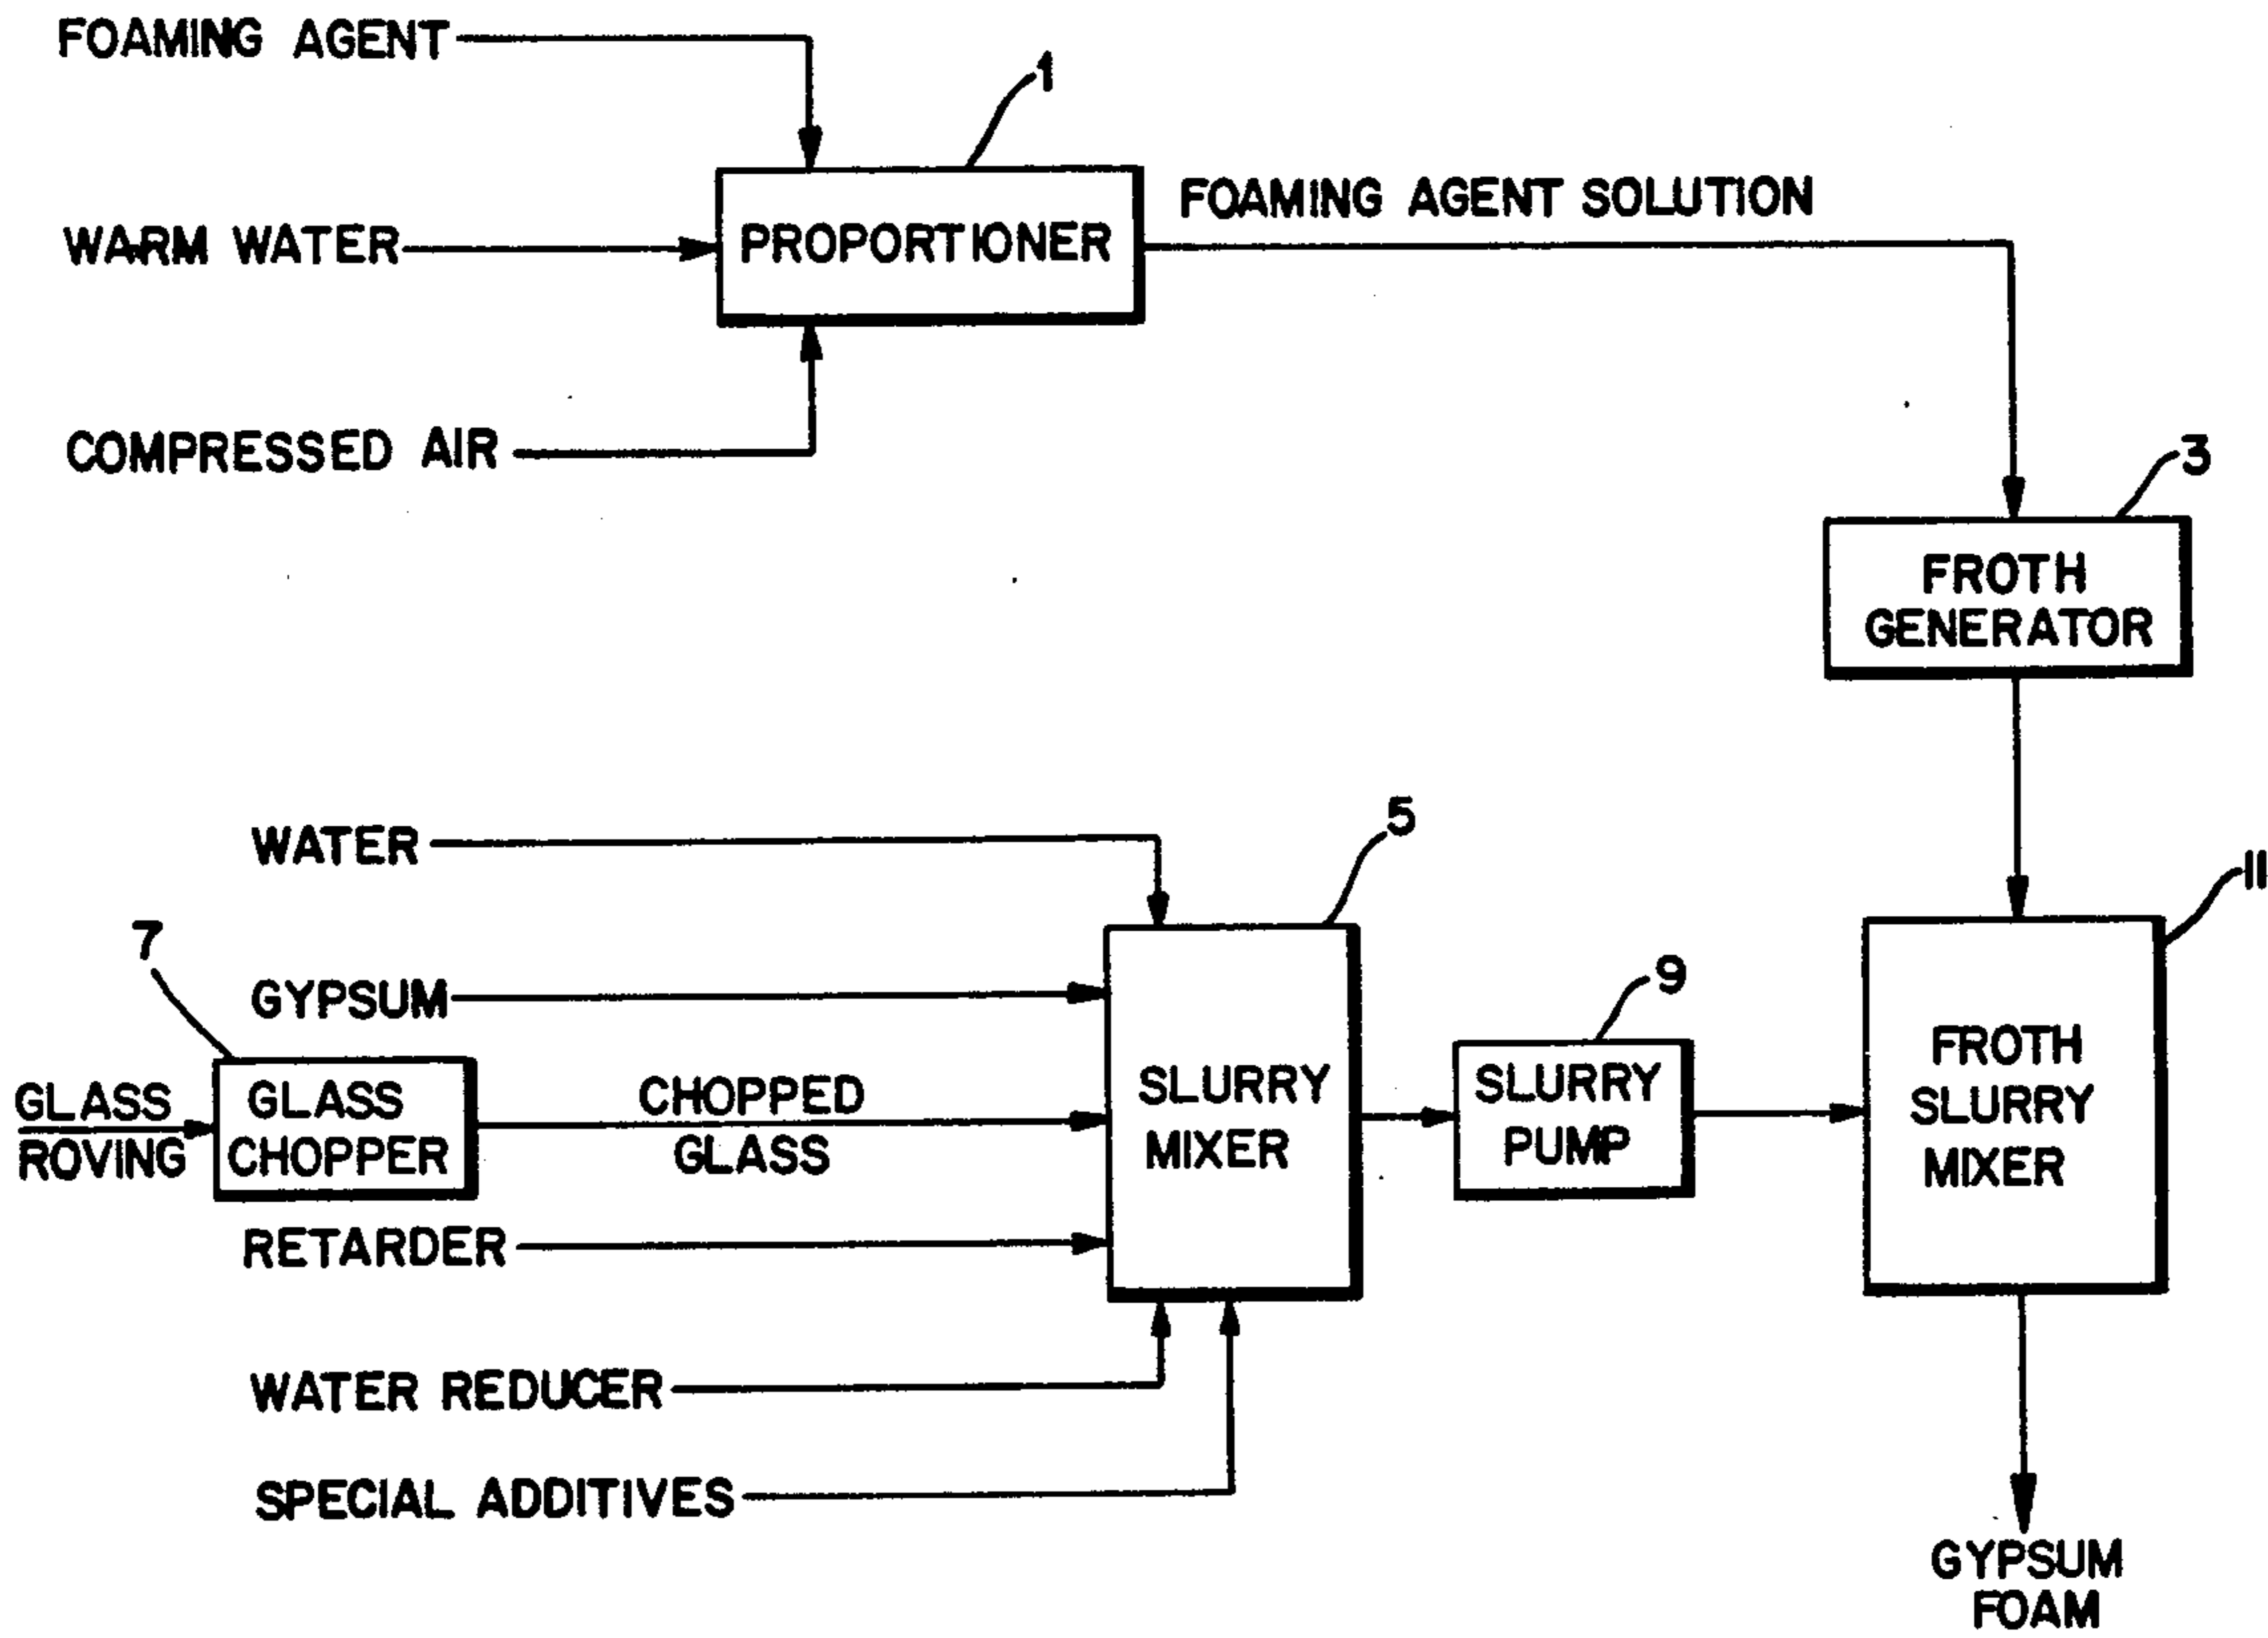 FOAMING AGENT
1
WARM WATER
PROPORTIONER
FOAMING AGENT SOLUTION
COMPRESSED AIR
3
FROTH
GENERATOR
WATER
5
11
7
GYPSUM
9
GLASS
ROVING
GLASS
CHOPPER
CHOPPED
GLASS
SLURRY
MIXER
SLURRY
PUMP
FROTH
SLURRY
MIXER
RETARDER
WATER REDUCER
SPECIAL ADDITIVES
GYPSUM
FOAM